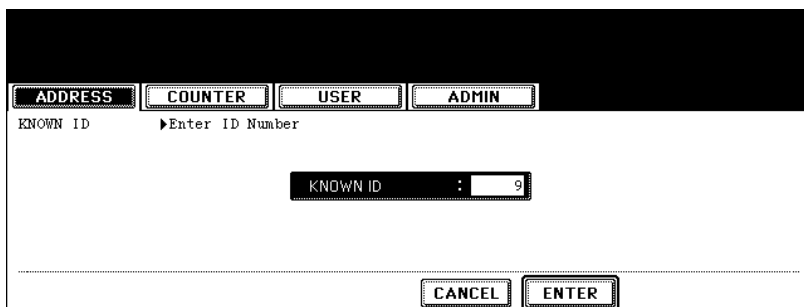 ADDRESS COUNTER USER ADMIN
KNOWN ID ▶Enter ID Number
KNOWN ID : 9
CANCEL ENTER